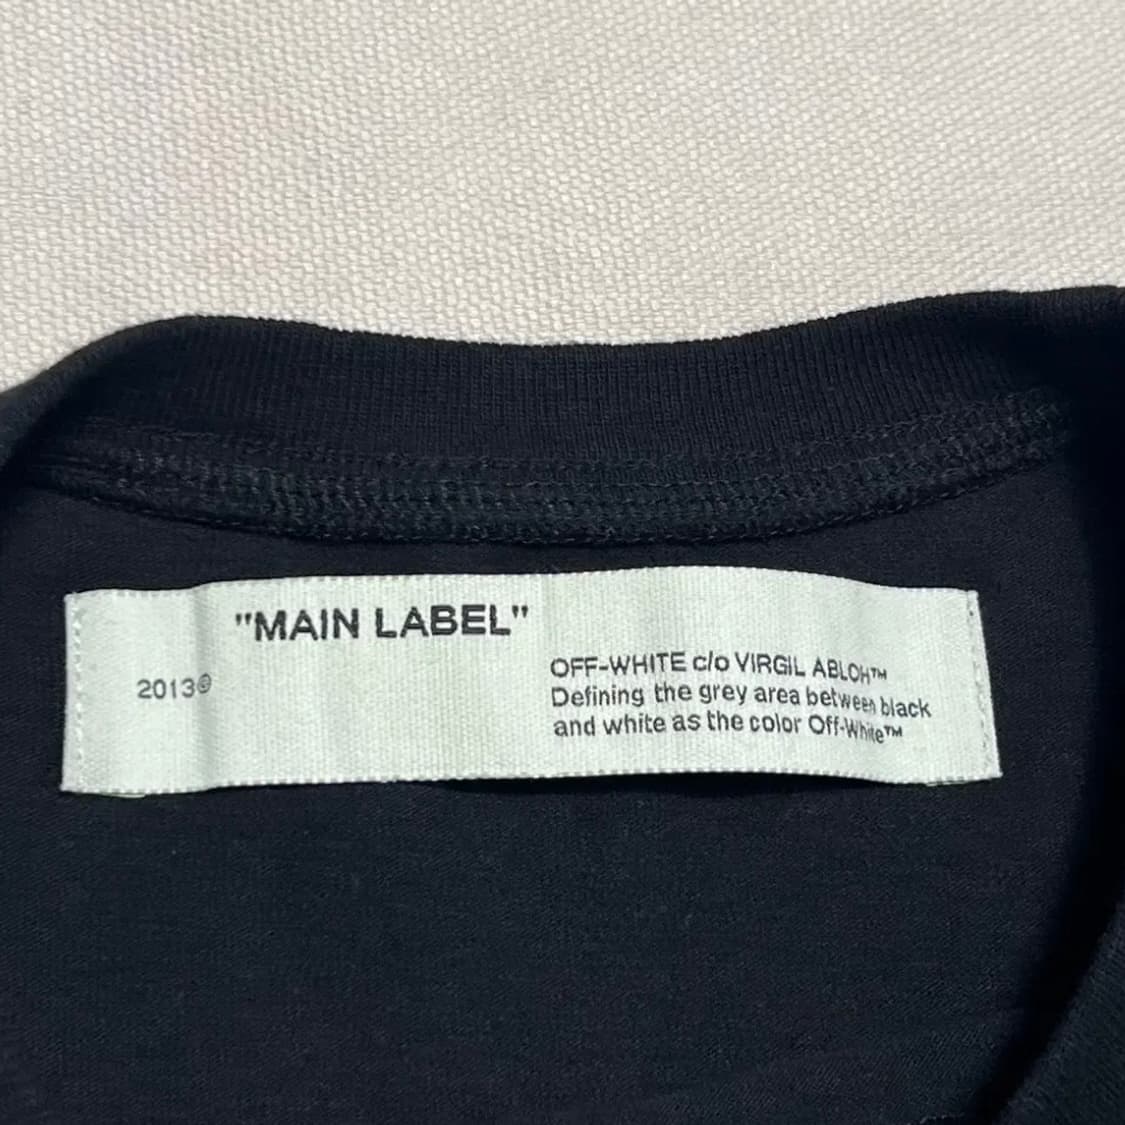 "MAIN LABEL"
2013©
OFF-WHITE c/o VIRGIL ABLOH™
Defining the grey area between black
and white as the color Off-White™